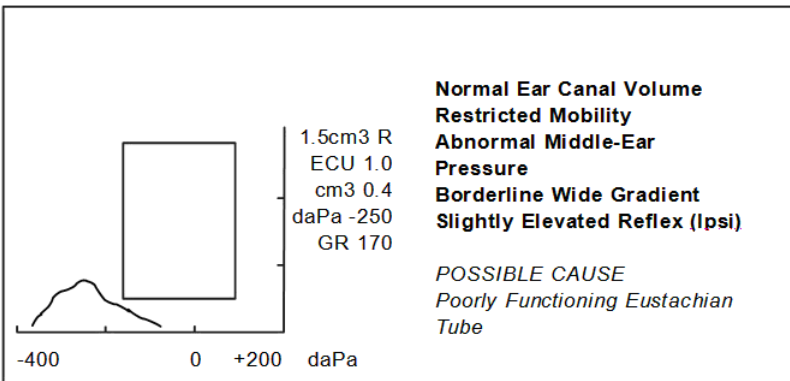 1.5cm3 R
ECU 1.0
cm3 0.4
daPa -250
GR 170
-400 0 +200 daPa
Normal Ear Canal Volume
Restricted Mobility
Abnormal Middle-Ear
Pressure
Borderline Wide Gradient
Slightly Elevated Reflex (Ipsi)
POSSIBLE CAUSE
Poorly Functioning Eustachian
Tube